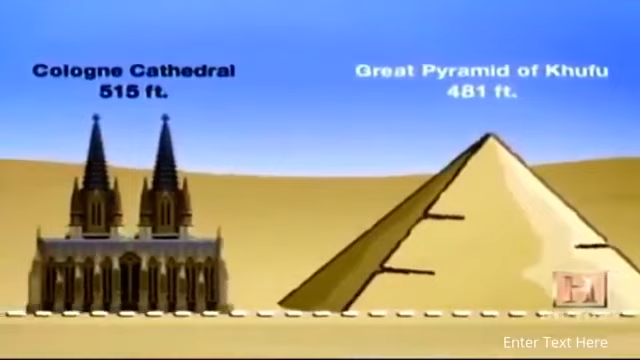 Cologne Cathedral
515 ft.
Great Pyramid of Khufu
481 ft.
H
Enter Text Here